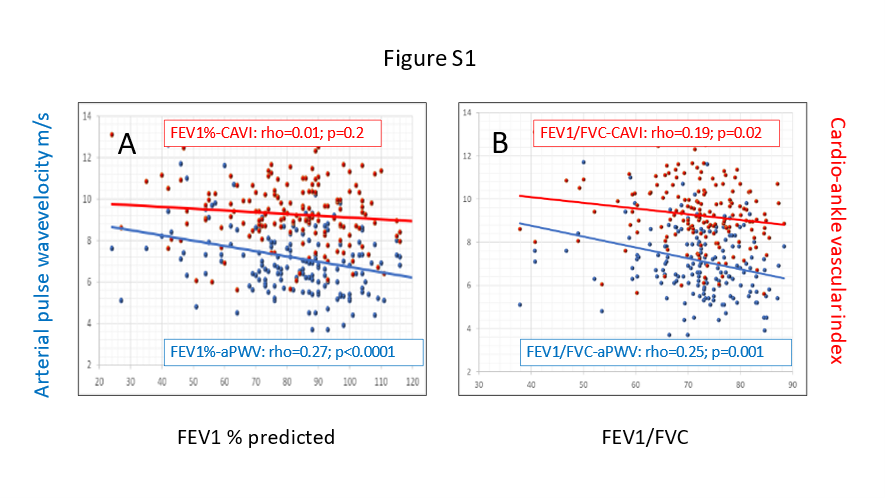 Figure S1
Arterial pulse wavevelocity m/s
A
FEV1%-CAVI: rho=0.01; p=0.2
FEV1%-aPWV: rho=0.27; p<0.0001
14
12
10
8
6
4
2
20 30 40 50 60 70 80 90 100 110 120
FEV1 % predicted
B
FEV1/FVC-CAVI: rho=0.19; p=0.02
FEV1/FVC-aPWV: rho=0.25; p=0.001
14
12
10
8
6
4
2
30 40 50 60 70 80 90
FEV1/FVC
Cardio-ankle vascular index